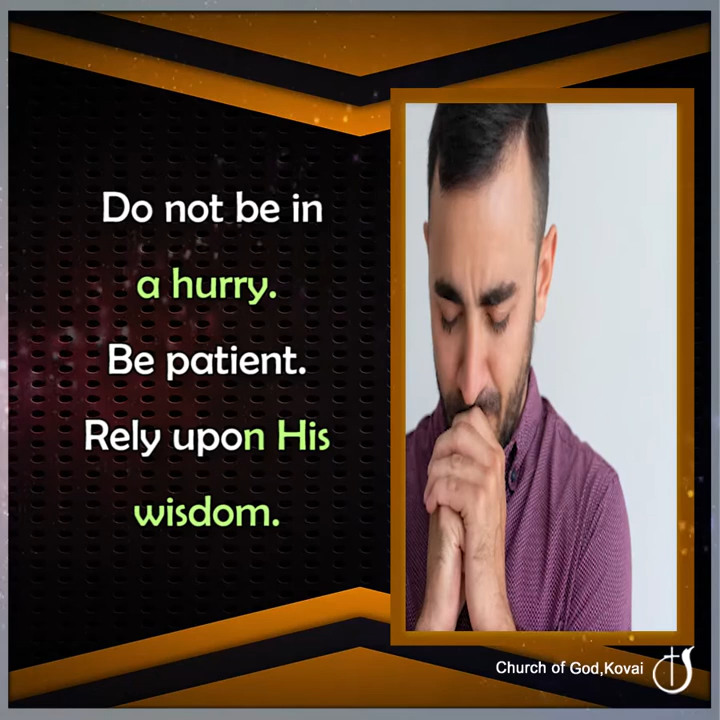 Do not be in
a hurry.
Be patient.
Rely upon His
wisdom.
Church of God,Kovai